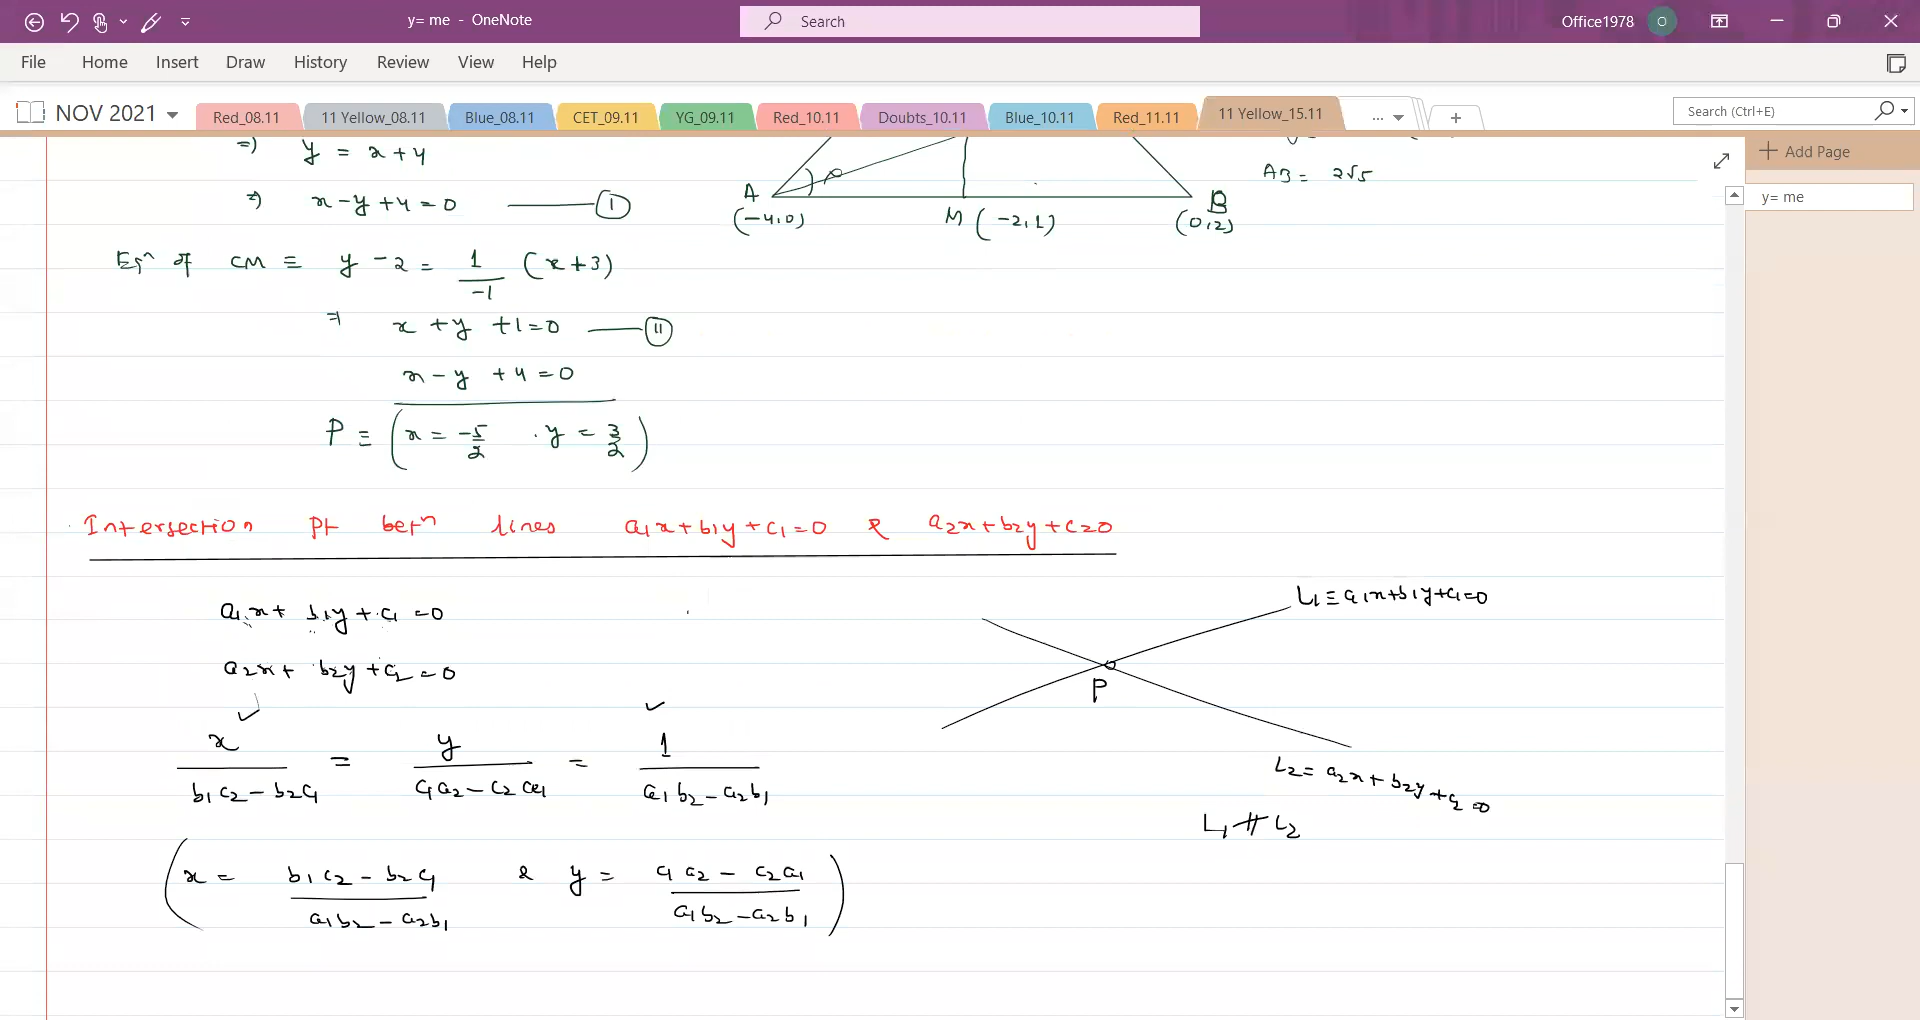 y= me - OneNote
Search
Office1978
O
File Home Insert Draw History Review View Help
NOV 2021
Red_08.11 11 Yellow_08.11 Blue_08.11 CET_09.11 YG_09.11 Red_10.11 Doubts_10.11 Blue_10.11 Red_11.11 11 Yellow_15.11 ... +
Search (Ctrl+E)
Add Page
y= me
=) y = x+4
=) x-y+4=0 —— I
A
(-4,0)
M (-2,1)
B
(0,2)
AB = 2√5
Eqⁿ of CM ≡ y-2 = 1/-1 (x+3)
⇒ x+y+1=0 —— II
x-y+4=0
P ≡ (x = -5/2 . y = 3/2)
Intersection Pt betⁿ lines a1x+b1y+c1=0 & a2x+b2y+c=0
a1x+ b1y+c1=0
a2x+ b2y+c2=0
x/(b1c2-b2c1) = y/(c1a2-c2a1) = 1/(a1b2-a2b1)
(x = (b1c2-b2c1)/(a1b2-a2b1) & y = (c1a2-c2a1)/(a1b2-a2b1))
L1≡a1x+b1y+c1=0
P
L2=a2x+b2y+c2=0
L1 ∦ L2